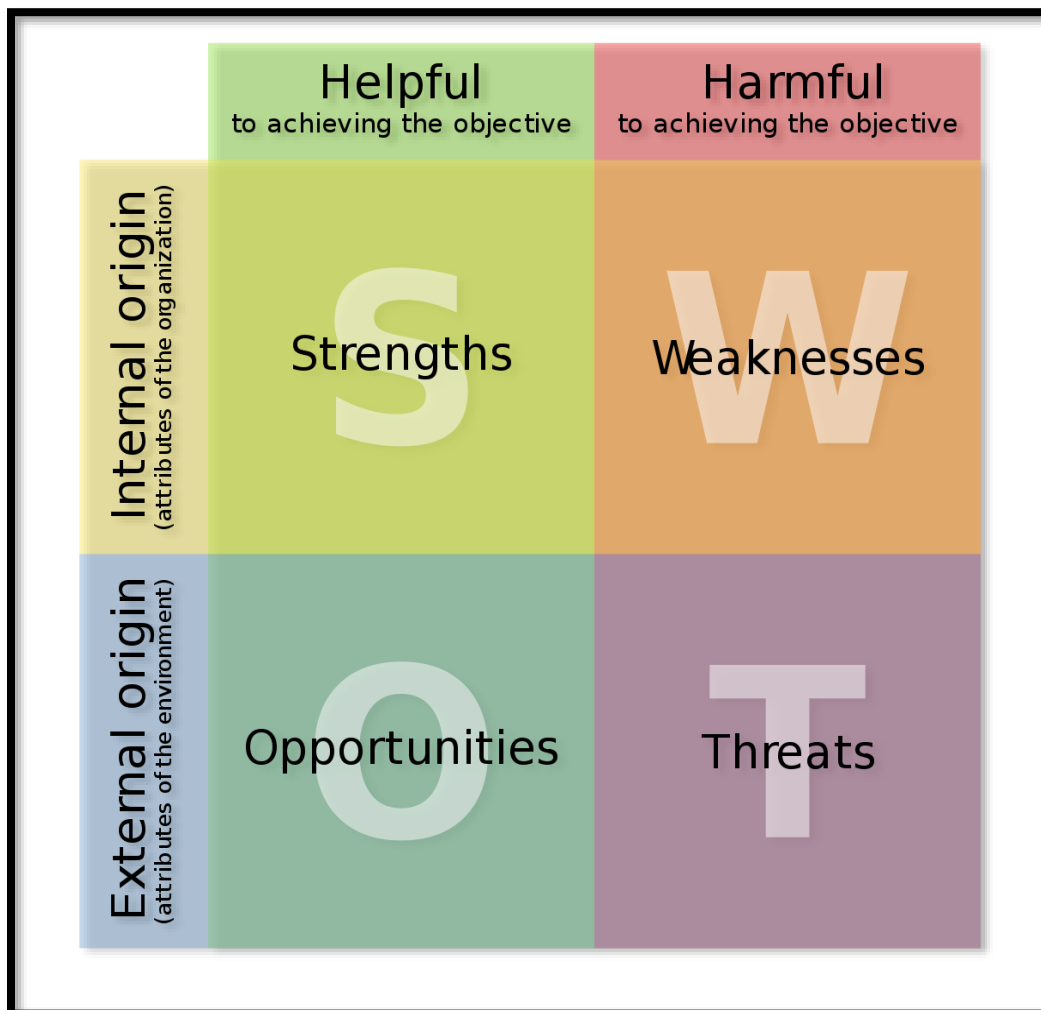 Helpful
to achieving the objective
Harmful
to achieving the objective
Internal origin
(attributes of the organization)
S
Strengths
W
Weaknesses
External origin
(attributes of the environment)
O
Opportunities
T
Threats